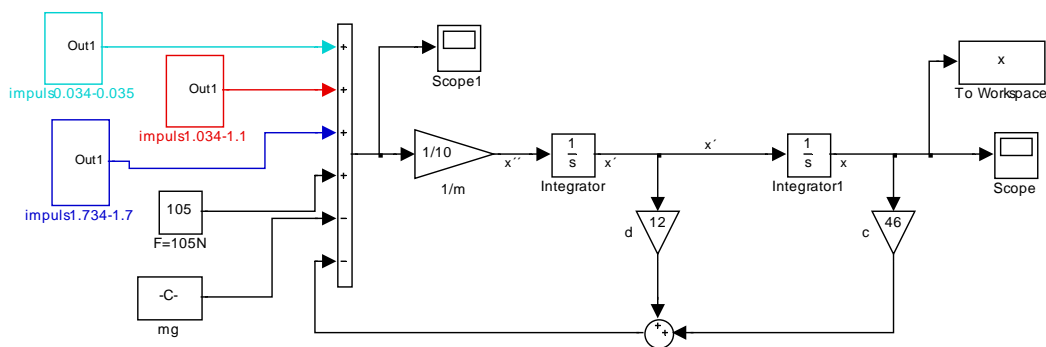 Out1
impuls0.034-0.035
Out1
impuls1.034-1.1
Out1
impuls1.734-1.7
105
F=105N
-C-
mg
+
+
+
+
−
−
Scope1
1/10
1/m
x´´
1
s
Integrator
x´
x´
1
s
Integrator1
x
x
To Workspace
Scope
12
d
46
c
+
+